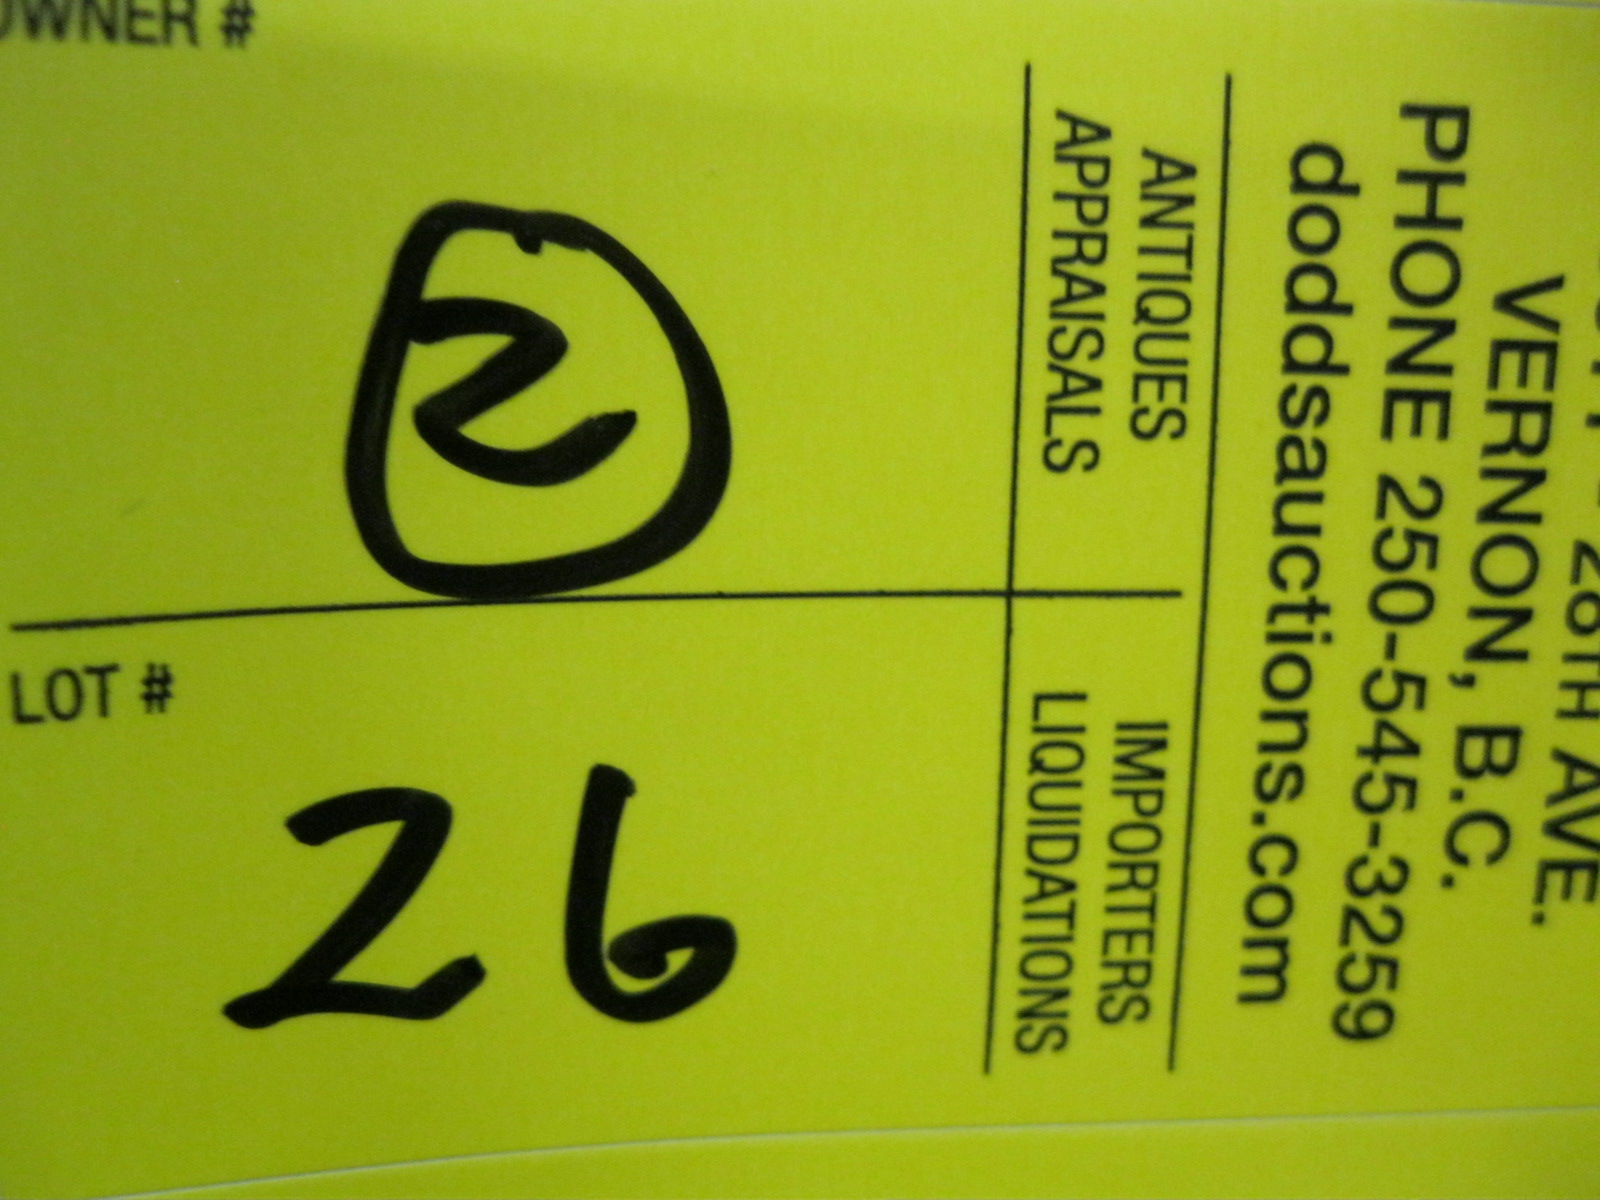 VERNON, B.C.
PHONE 250-545-3259
doddsauctions.com
ANTIQUES
APPRAISALS
IMPORTERS
LIQUIDATIONS
OWNER #
2
LOT #
26